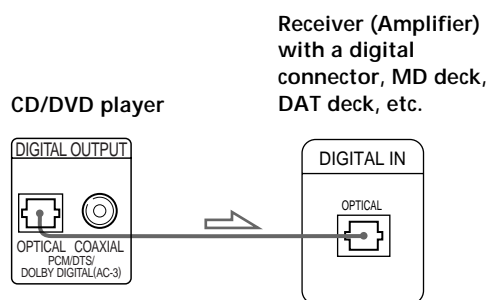 Receiver (Amplifier)
with a digital
connector, MD deck,
DAT deck, etc.
CD/DVD player
DIGITAL OUTPUT
OPTICAL COAXIAL
PCM/DTS/
DOLBY DIGITAL(AC-3)
DIGITAL IN
OPTICAL